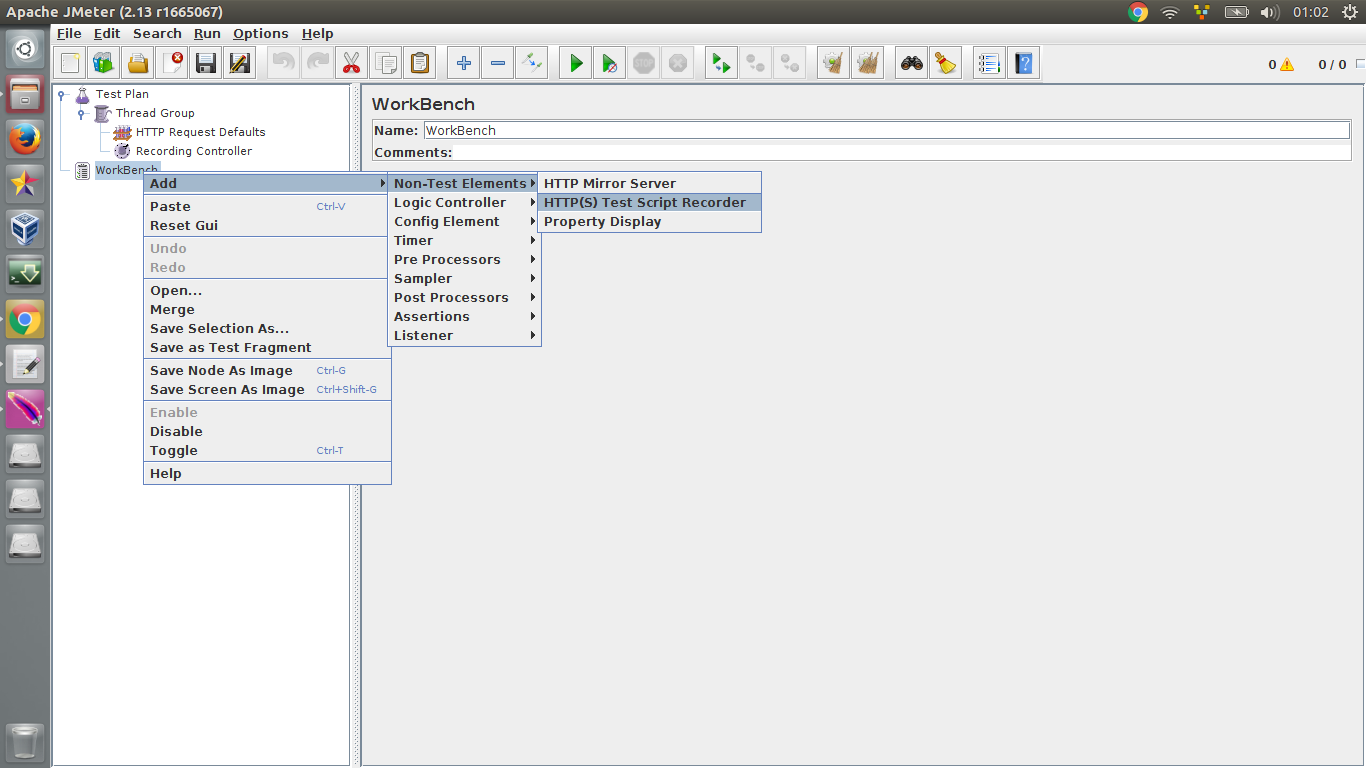 Apache JMeter (2.13 r1665067)
01:02
File Edit Search Run Options Help
0 0 / 0
Test Plan
Thread Group
HTTP Request Defaults
Recording Controller
WorkBench
WorkBench
Name: WorkBench
Comments:
Add
Paste Ctrl-V
Reset Gui
Undo
Redo
Open...
Merge
Save Selection As...
Save as Test Fragment
Save Node As Image Ctrl-G
Save Screen As Image Ctrl+Shift-G
Enable
Disable
Toggle Ctrl-T
Help
Non-Test Elements
Logic Controller
Config Element
Timer
Pre Processors
Sampler
Post Processors
Assertions
Listener
HTTP Mirror Server
HTTP(S) Test Script Recorder
Property Display